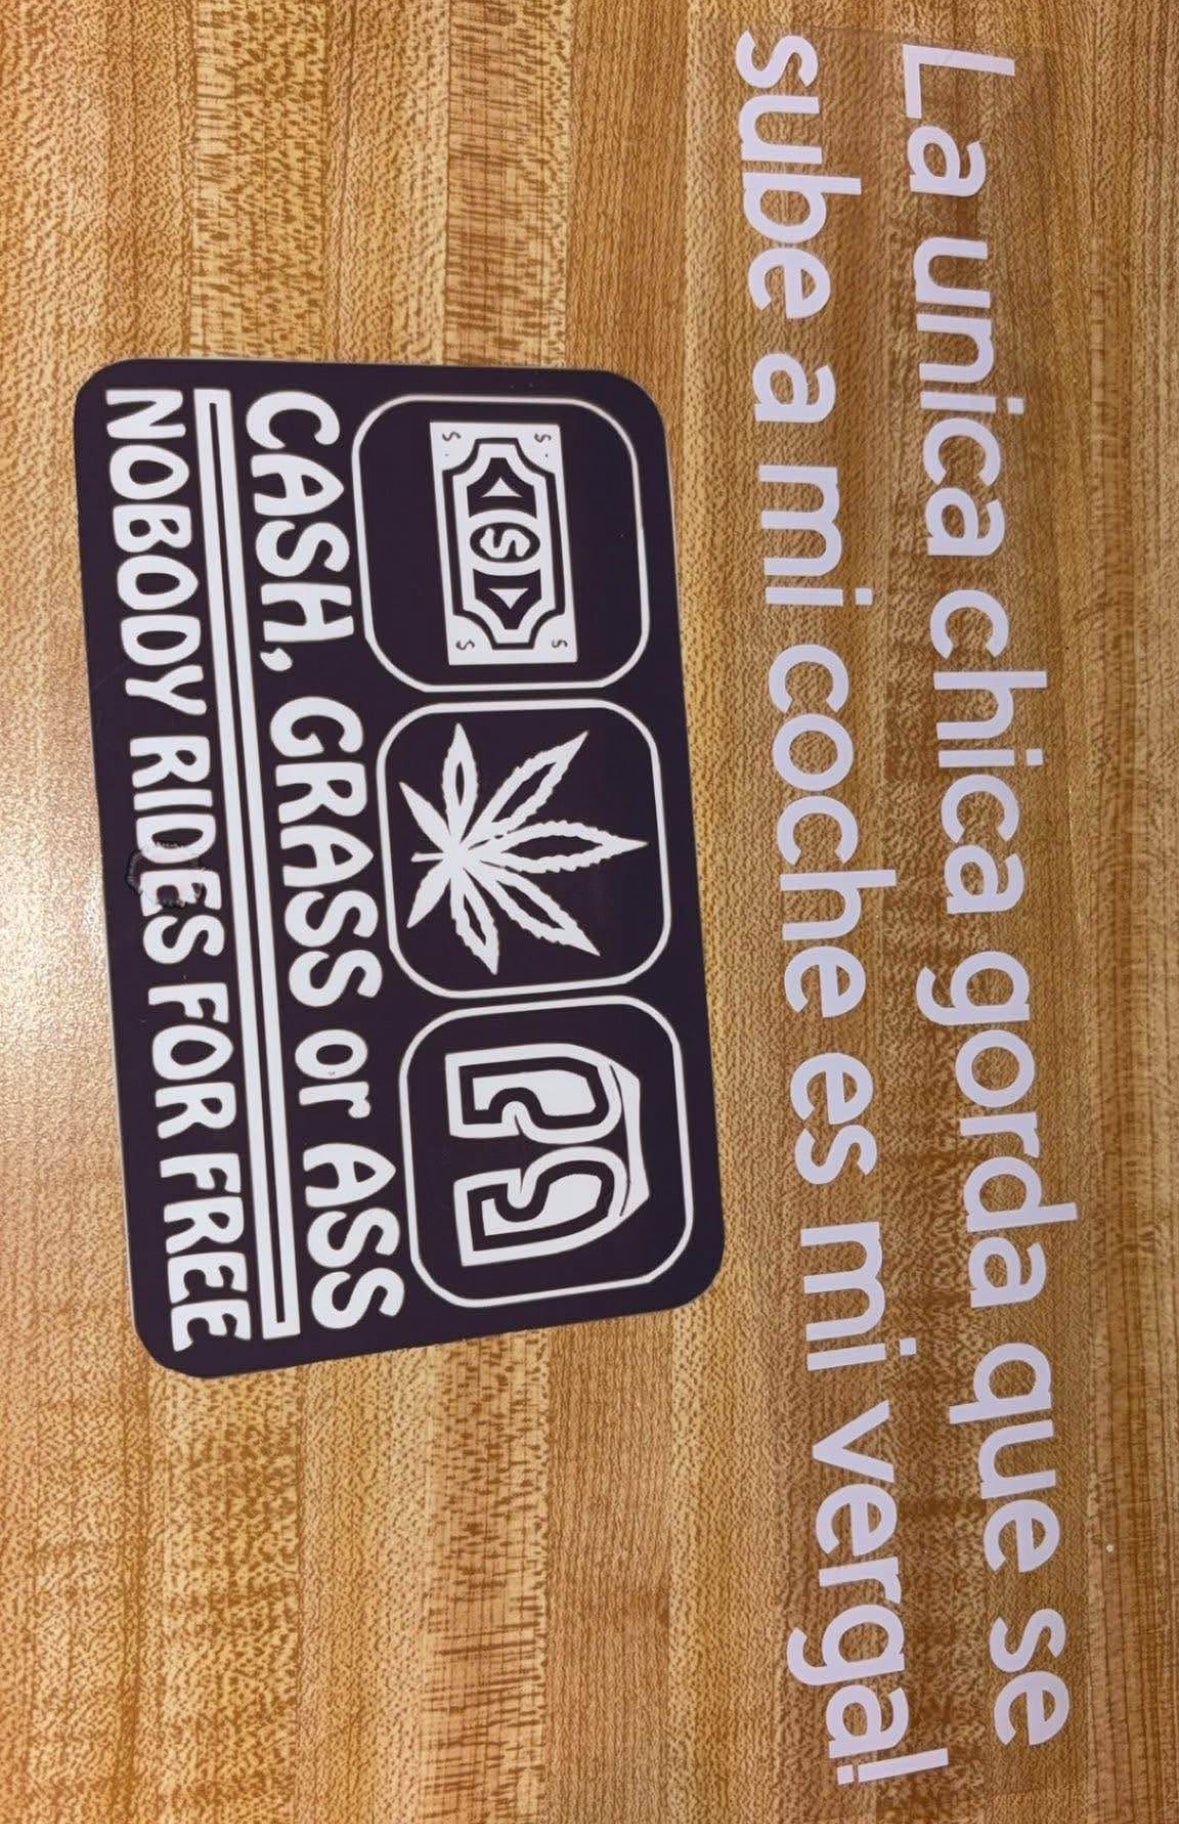 La unica chica gorda que se
sube a mi coche es mi verga!
CASH, GRASS or ASS
NOBODY RIDES FOR FREE